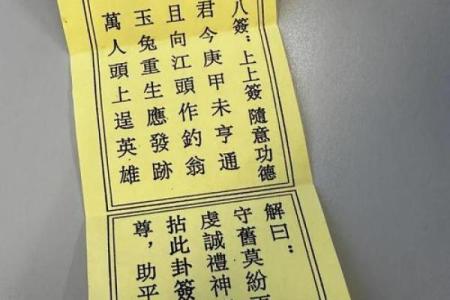 八簽：上上簽 隨意功德
君今庚甲未亨通
且向江頭作釣翁
玉兔重生應發跡
萬人頭上逞英雄
解曰：
守舊莫紛
虔誠禮神
拈此卦簽
尊，助平